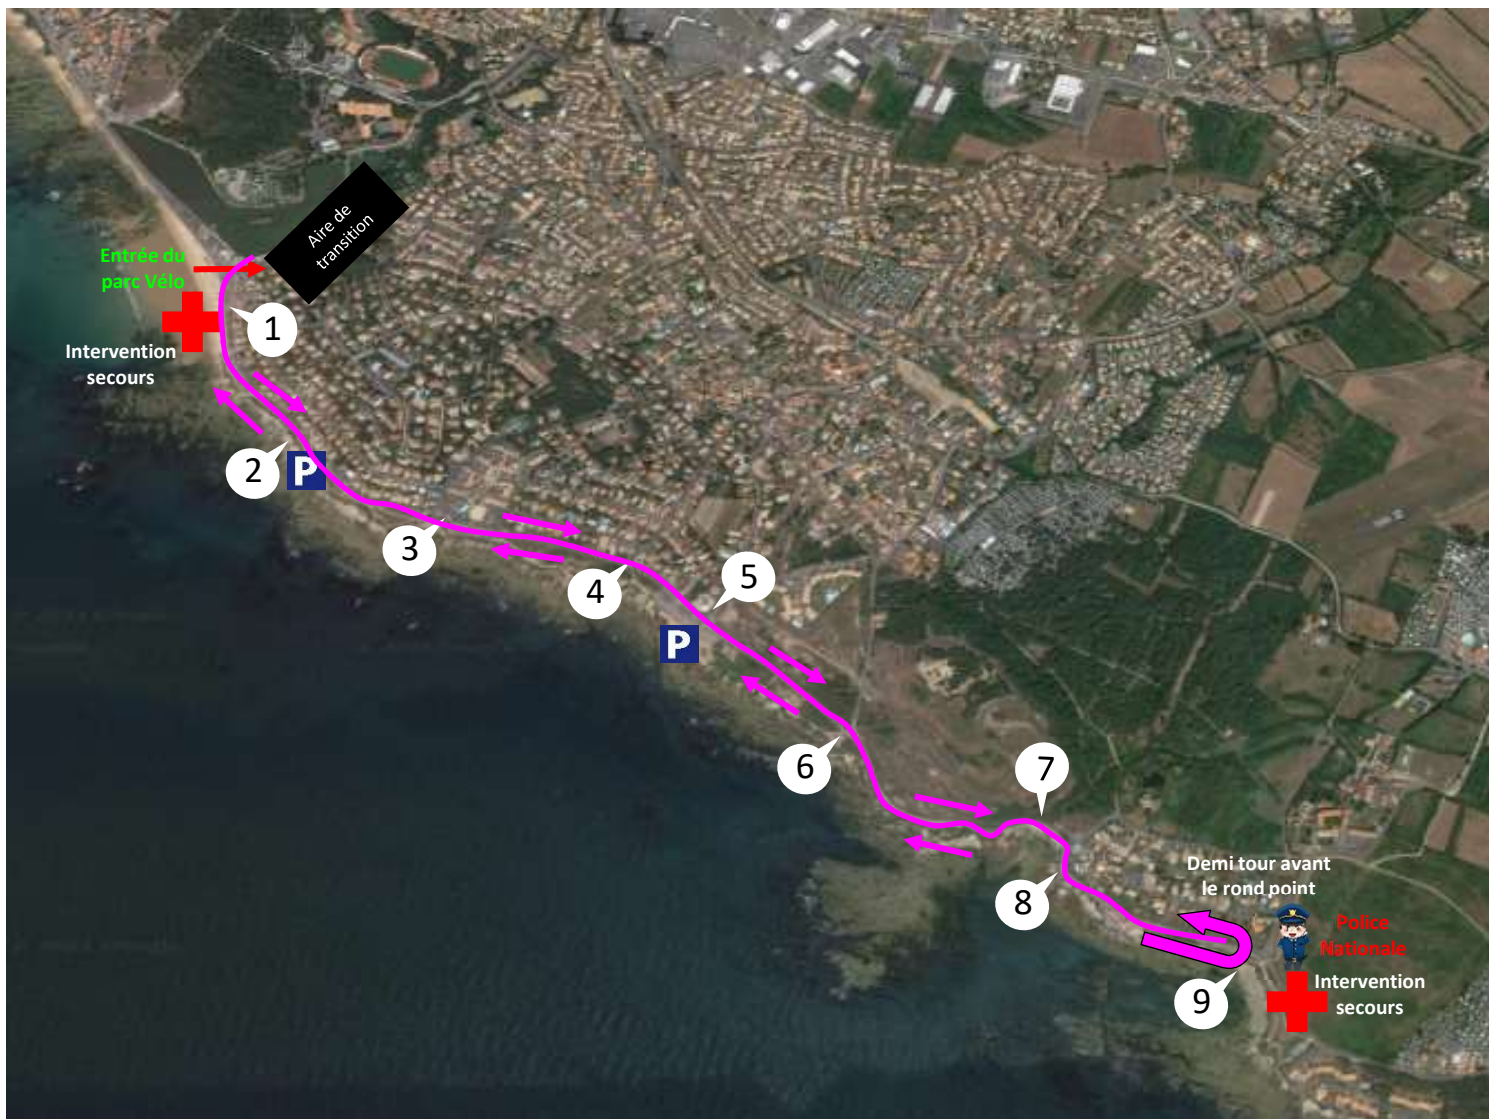 Aire de
transition
Entrée du
parc Vélo
1
Intervention
secours
2
P
3
4
5
P
6
7
8
Demi tour avant
le rond point
Police
Nationale
Intervention
secours
9